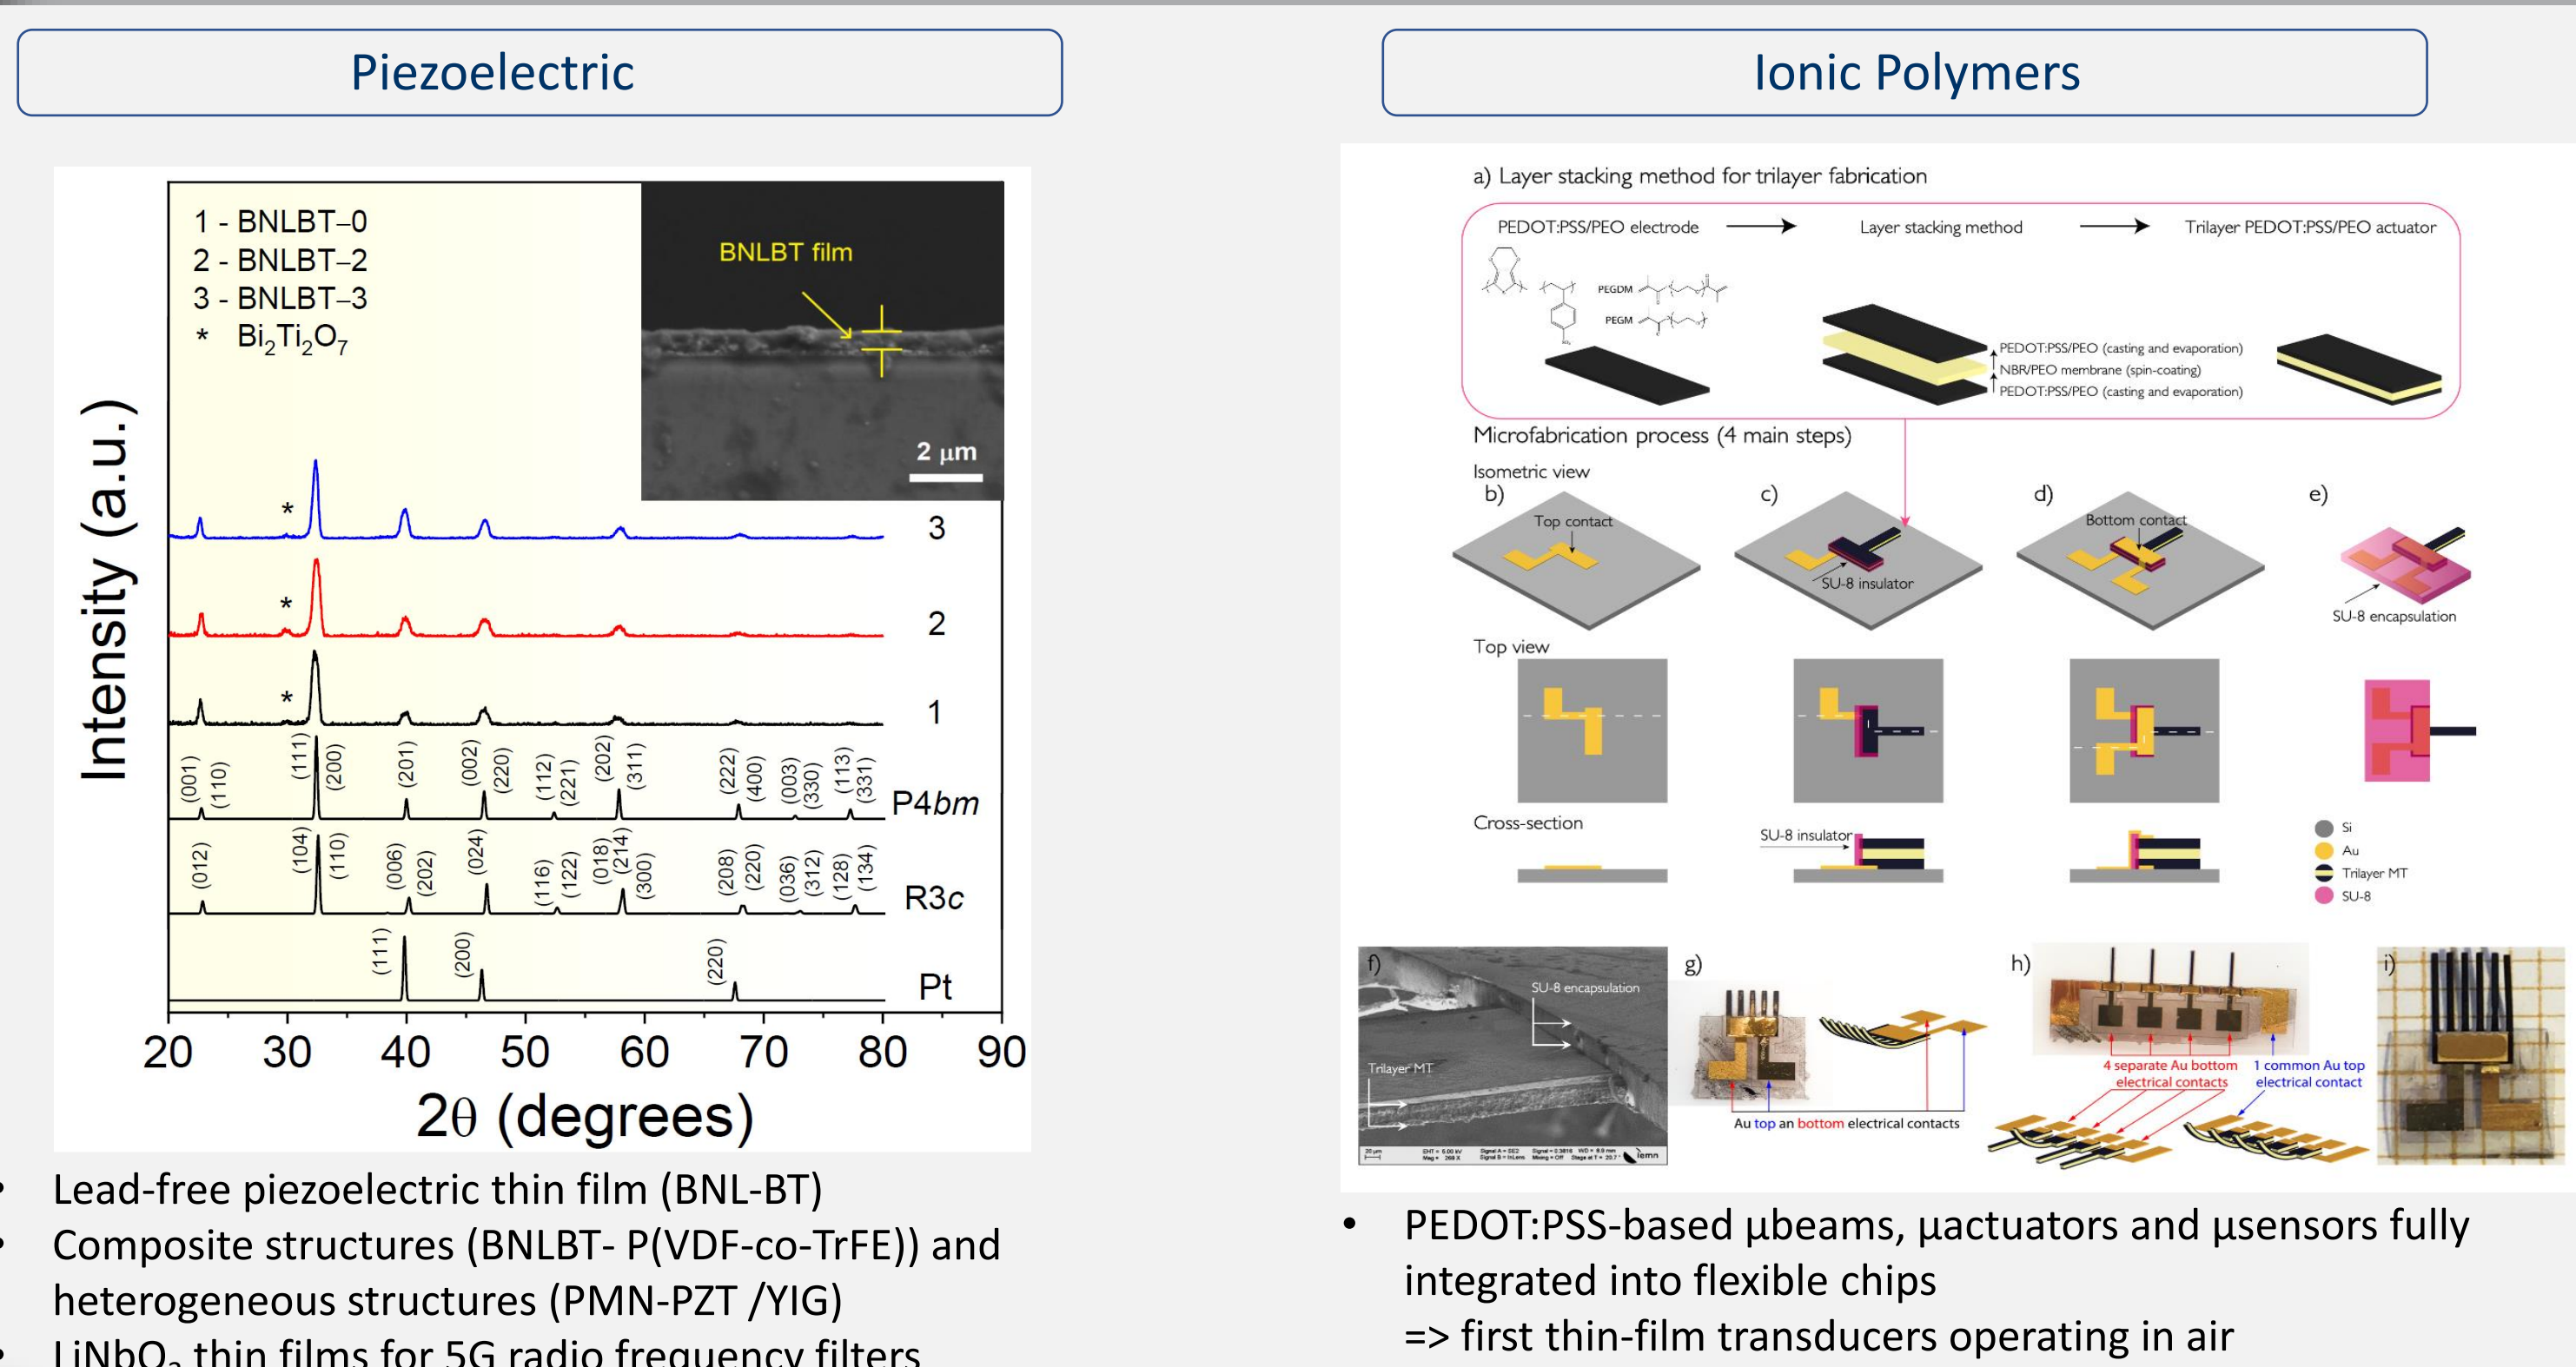 Piezoelectric
1 - BNLBT–0
2 - BNLBT–2
3 - BNLBT–3
* Bi₂Ti₂O₇
BNLBT film
2 μm
Intensity (a.u.)
* 3
* 2
* 1
(001) (110) (111) (200) (201) (002) (220) (112) (221) (202) (311) (222) (400) (003) (330) (113) (331) P4bm
(012) (104) (110) (006) (202) (024) (116) (122) (018) (214) (300) (208) (220) (036) (312) (128) (134) R3c
(111) (200) (220) Pt
20 30 40 50 60 70 80 90
2θ (degrees)
• Lead-free piezoelectric thin film (BNL-BT)
• Composite structures (BNLBT- P(VDF-co-TrFE)) and
heterogeneous structures (PMN-PZT /YIG)
• LiNbO₃ thin films for 5G radio frequency filters
Ionic Polymers
a) Layer stacking method for trilayer fabrication
PEDOT:PSS/PEO electrode
Layer stacking method
Trilayer PEDOT:PSS/PEO actuator
PEGDM
PEGM
PEDOT:PSS/PEO (casting and evaporation)
NBR/PEO membrane (spin-coating)
PEDOT:PSS/PEO (casting and evaporation)
Microfabrication process (4 main steps)
Isometric view
b) c) d) e)
Top contact
SU-8 insulator
Bottom contact
SU-8 encapsulation
Top view
Cross-section
SU-8 insulator
Si
Au
Trilayer MT
SU-8
f)
SU-8 encapsulation
Trilayer MT
iemn
g)
Au top an bottom electrical contacts
h)
4 separate Au bottom
electrical contacts
1 common Au top
electrical contact
i)
• PEDOT:PSS-based μbeams, μactuators and μsensors fully
integrated into flexible chips
=> first thin-film transducers operating in air